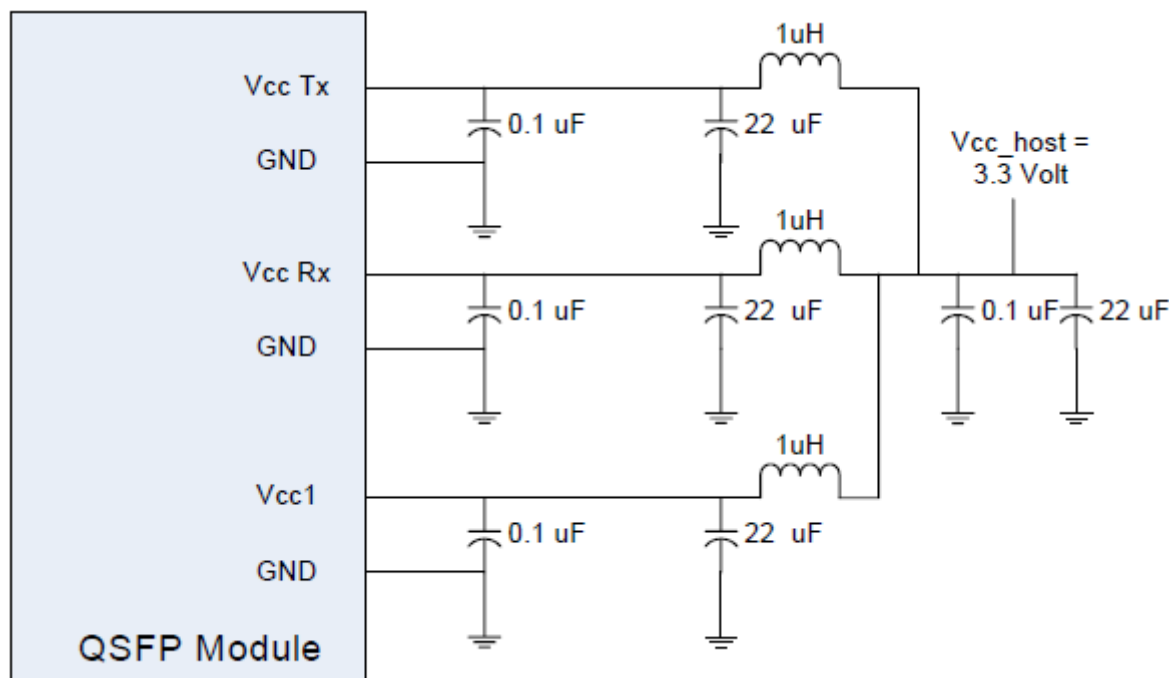 1uH
Vcc Tx
0.1 uF
22 uF
GND
Vcc_host =
3.3 Volt
1uH
Vcc Rx
0.1 uF
22 uF
0.1 uF
22 uF
GND
1uH
Vcc1
0.1 uF
22 uF
GND
QSFP Module